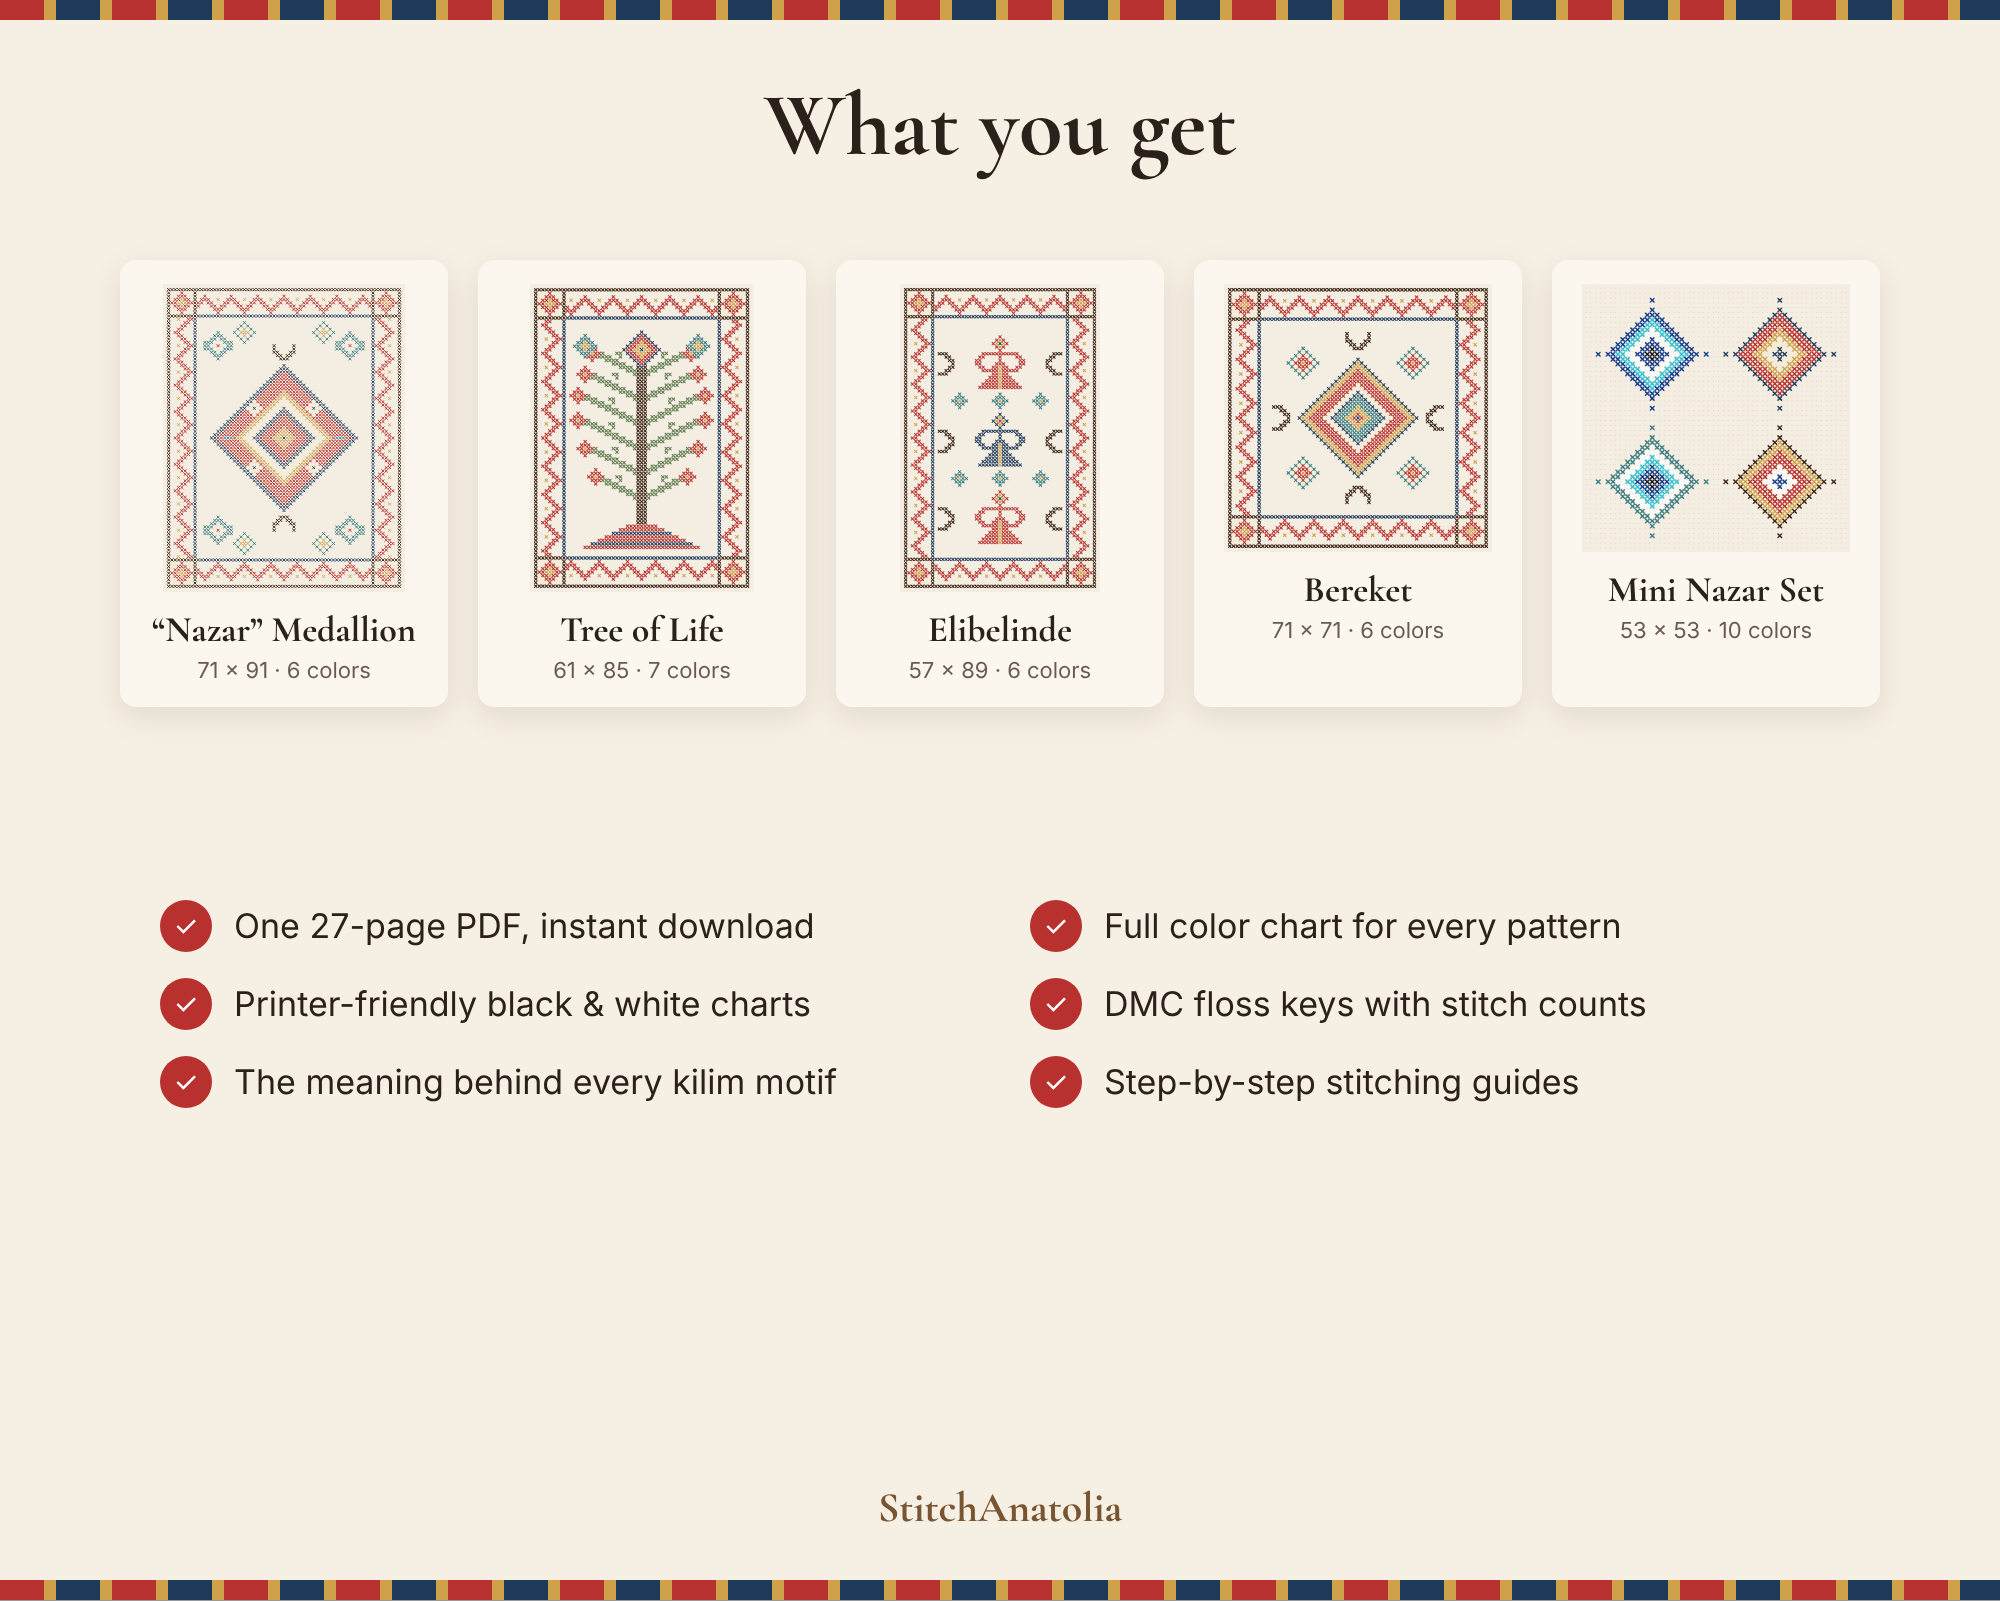 What you get
“Nazar” Medallion
71 × 91 · 6 colors
Tree of Life
61 × 85 · 7 colors
Elibelinde
57 × 89 · 6 colors
Bereket
71 × 71 · 6 colors
Mini Nazar Set
53 × 53 · 10 colors
One 27-page PDF, instant download
Full color chart for every pattern
Printer-friendly black & white charts
DMC floss keys with stitch counts
The meaning behind every kilim motif
Step-by-step stitching guides
StitchAnatolia